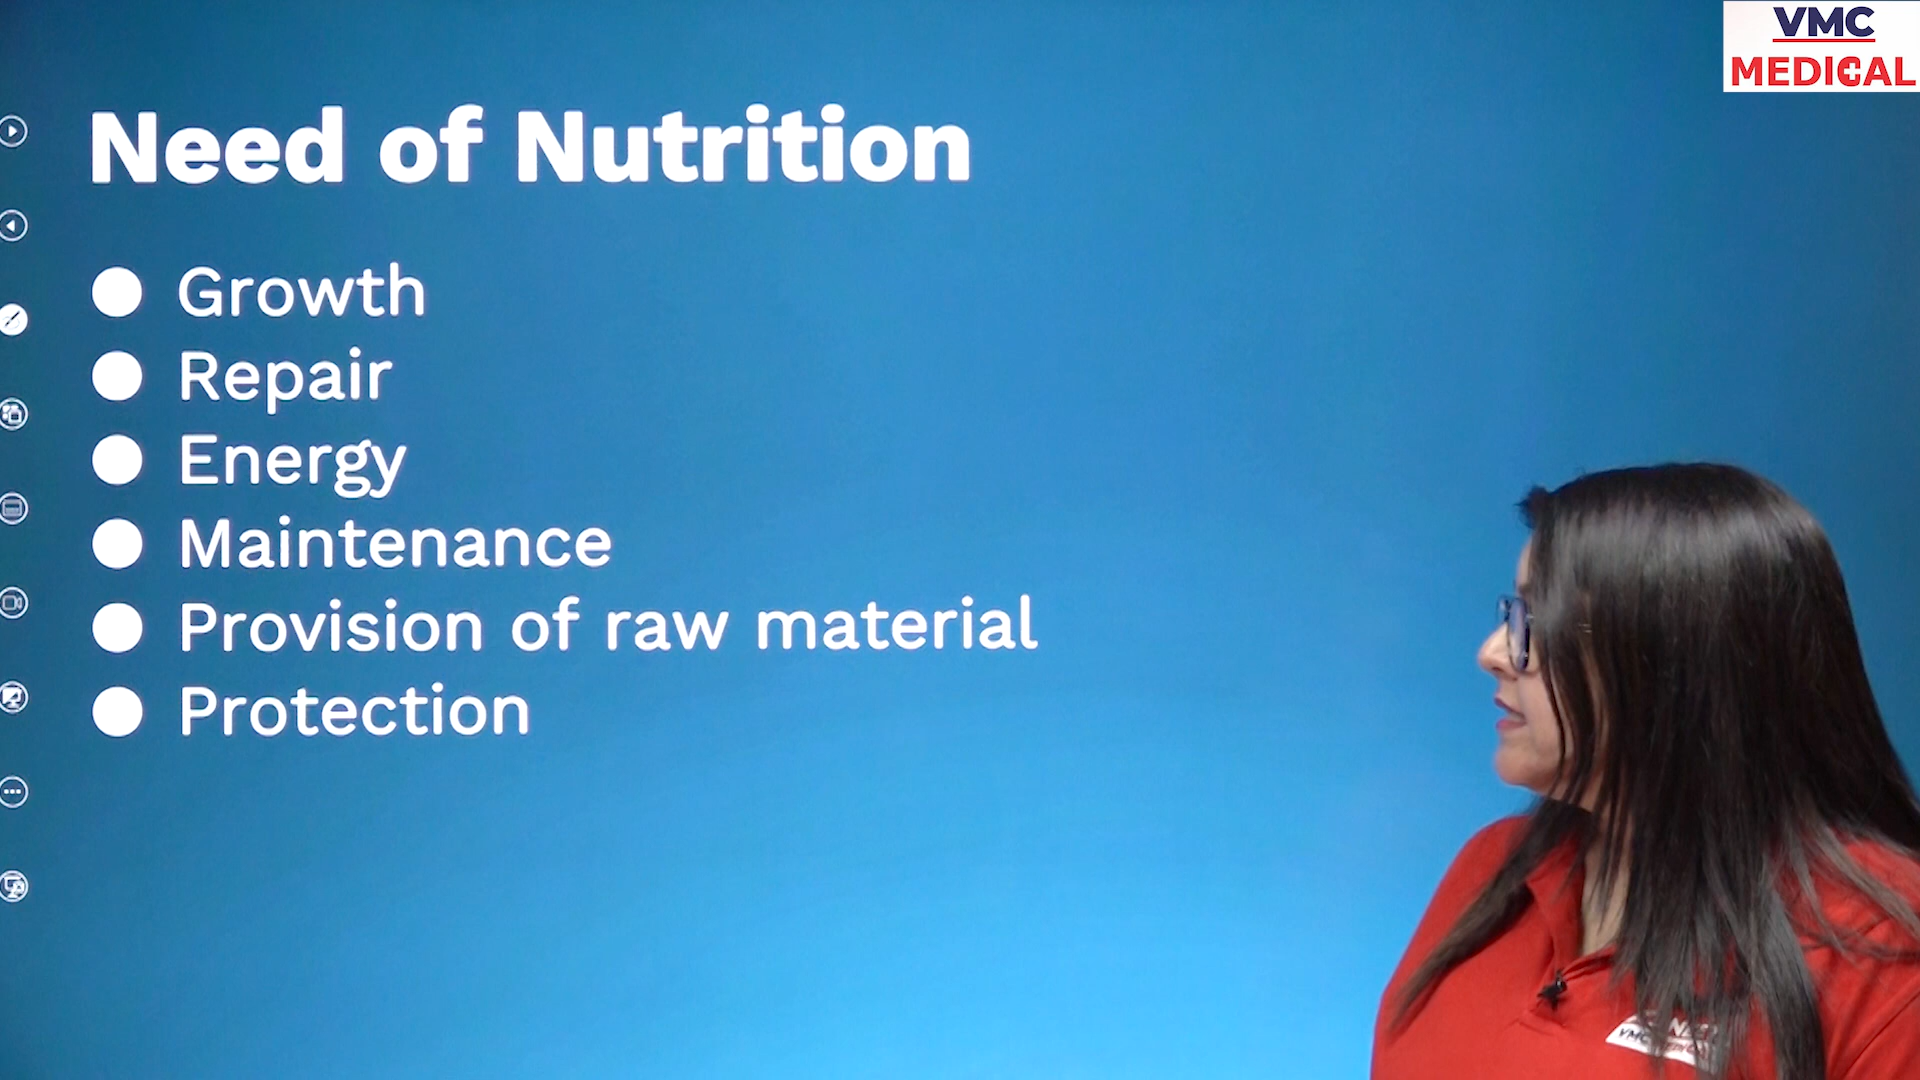 VMC
MEDICAL
Need of Nutrition
Growth
Repair
Energy
Maintenance
Provision of raw material
Protection